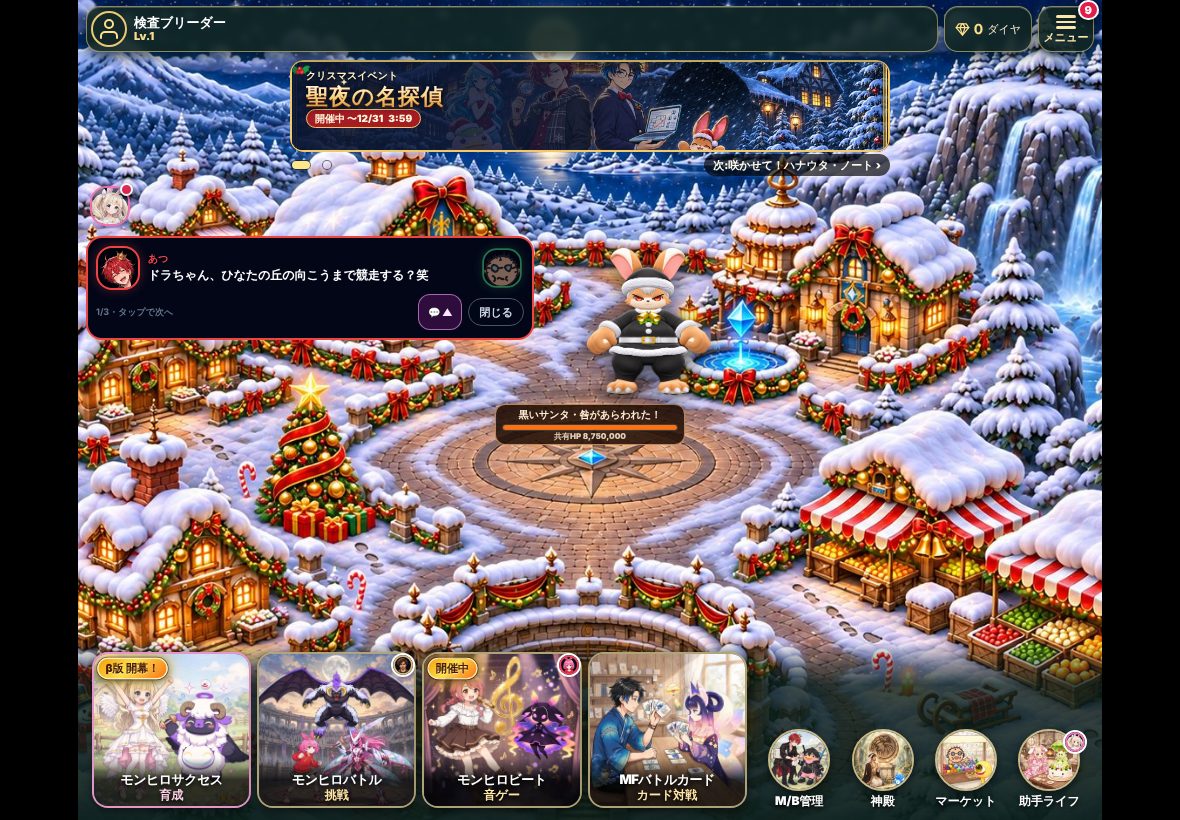 検査ブリーダー
Lv.1
0 ダイヤ
9
メニュー
クリスマスイベント
聖夜の名探偵
開催中 〜12/31 3:59
次:咲かせて！ハナウタ・ノート ›
あつ
ドラちゃん、ひなたの丘の向こうまで競走する？笑
1/3・タップで次へ
閉じる
黒いサンタ・咎があらわれた！
共有HP 8,750,000
β版 開幕！
モンヒロサクセス
育成
モンヒロバトル
挑戦
開催中
モンヒロビート
音ゲー
MFバトルカード
カード対戦
M/B管理
神殿
マーケット
助手ライフ